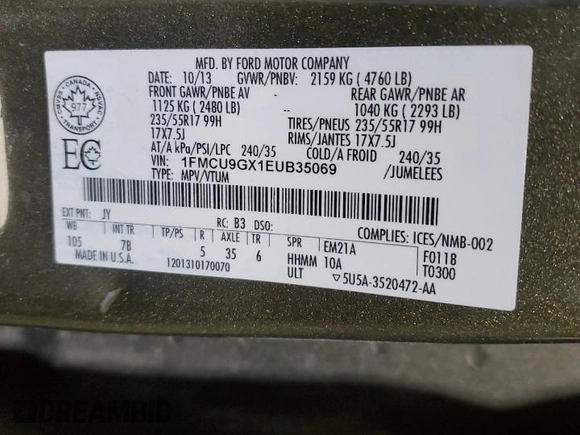 MFD. BY FORD MOTOR COMPANY
DATE: 10/13 GVWR/PNBV: 2159 KG ( 4760 LB)
FRONT GAWR/PNBE AV REAR GAWR/PNBE AR
1125 KG ( 2480 LB) 1040 KG ( 2293 LB)
235/55R17 99H TIRES/PNEUS 235/55R17 99H
17X7.5J RIMS/JANTES 17X7.5J
AT/A kPa/PSI/LPC 240/35 COLD/A FROID 240/35
VIN: 1FMCU9GX1EUB35069 /JUMELEES
TYPE: MPV/VTUM
CANADA
977
TRANSPORT
EC
EXT PNT: JY RC: B3 DSO: COMPLIES: ICES/NMB-002
WB INT TR TP/PS R AXLE TR SPR EM21A F0118
105 7B 5 35 6 HHMM 10A T0300
MADE IN U.S.A. 1201310170070 ULT ▽5U5A-3520472-AA
DREAMBID